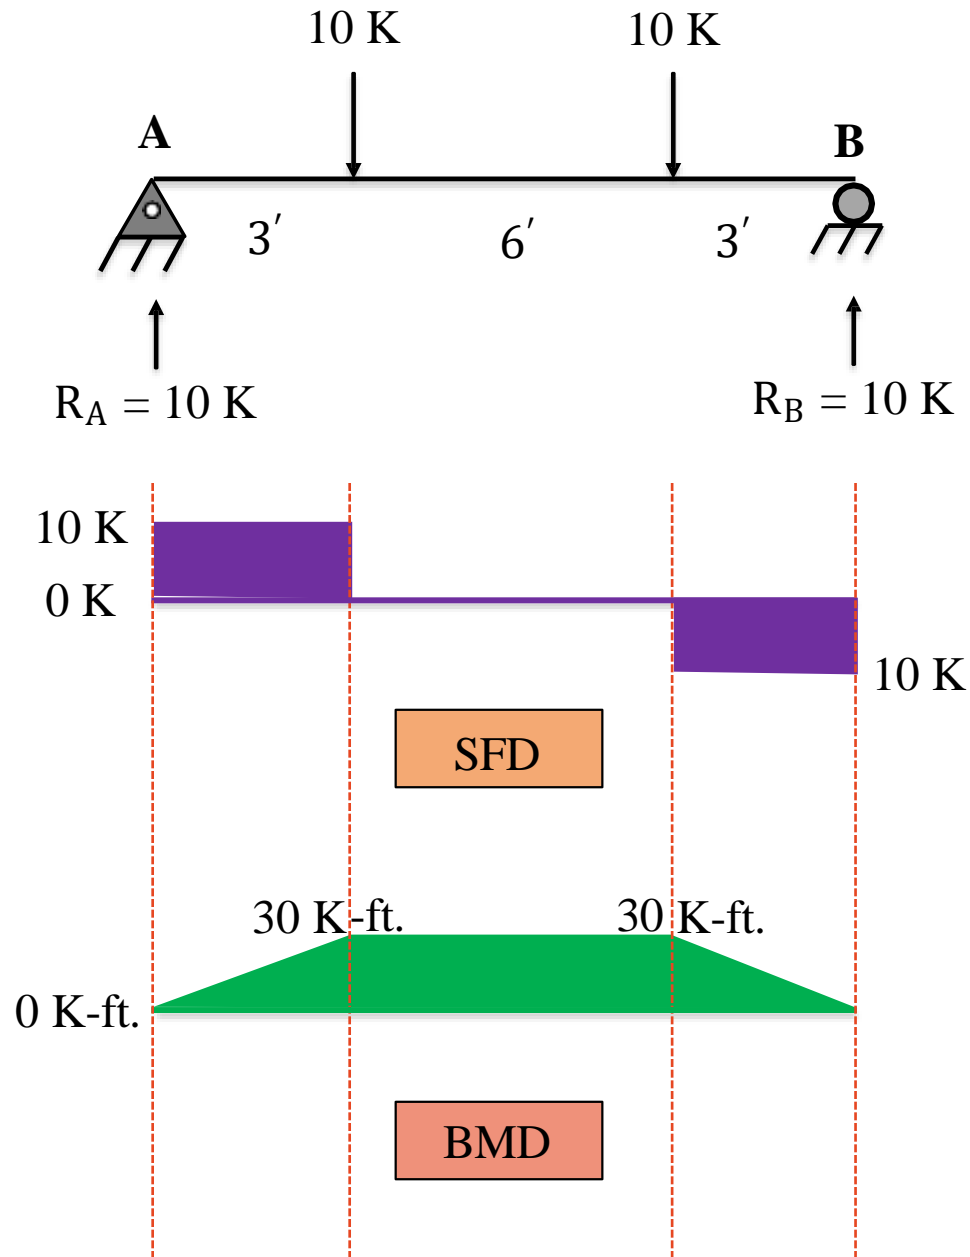 10 K 10 K
A B
3′ 6′ 3′
R_A = 10 K R_B = 10 K
10 K
0 K
10 K
SFD
30 K-ft. 30 K-ft.
0 K-ft.
BMD